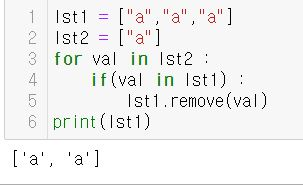 1 lst1 = ["a","a","a"]
2 lst2 = ["a"]
3 for val in lst2 :
4     if(val in lst1) :
5         lst1.remove(val)
6 print(lst1)
['a', 'a']